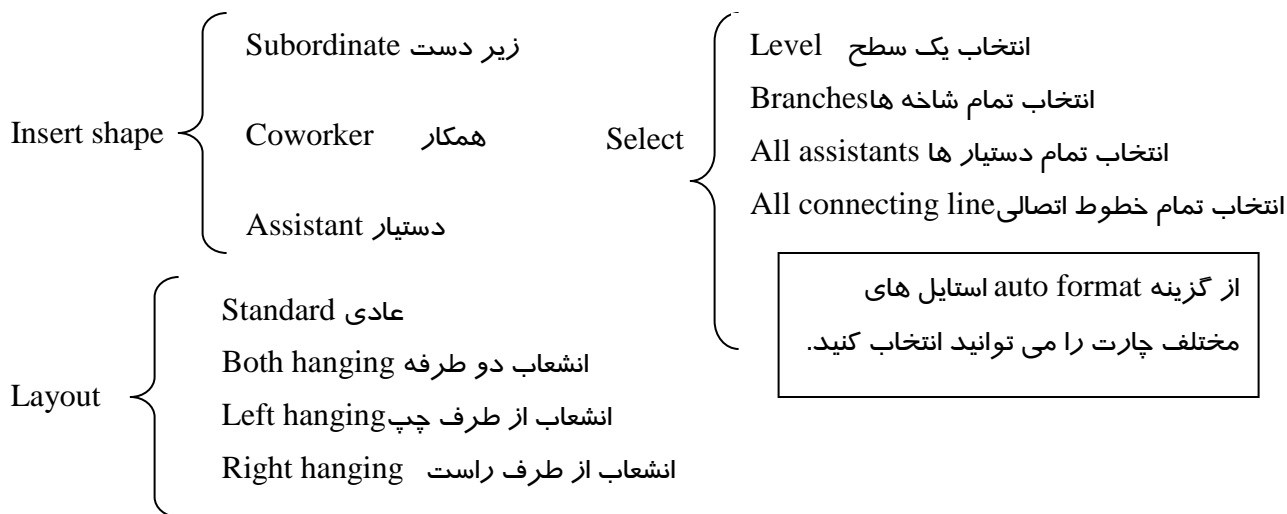 Insert shape
Subordinate زیر دست
Coworker همکار
Assistant دستیار
Select
Level انتخاب یک سطح
Branches انتخاب تمام شاخه ها
All assistants انتخاب تمام دستیار ها
All connecting line انتخاب تمام خطوط اتصالی
از گزینه auto format استایل های
مختلف چارت را می توانید انتخاب کنید.
Layout
Standard عادی
Both hanging انشعاب دو طرفه
Left hanging انشعاب از طرف چپ
Right hanging انشعاب از طرف راست